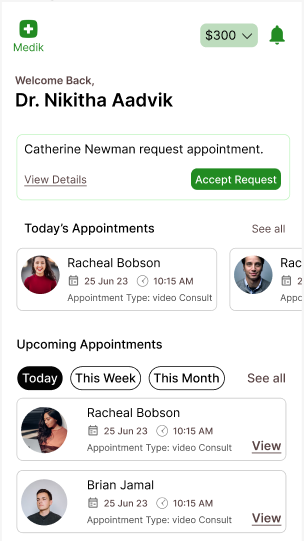 Medik
$300
Welcome Back,
Dr. Nikitha Aadvik
Catherine Newman request appointment.
View Details
Accept Request
Today's Appointments
See all
Racheal Bobson
25 Jun 23 10:15 AM
Appointment Type: video Consult
Rac
25
Appo
Upcoming Appointments
Today
This Week
This Month
See all
Racheal Bobson
25 Jun 23 10:15 AM
Appointment Type: video Consult
View
Brian Jamal
25 Jun 23 10:15 AM
Appointment Type: video Consult
View